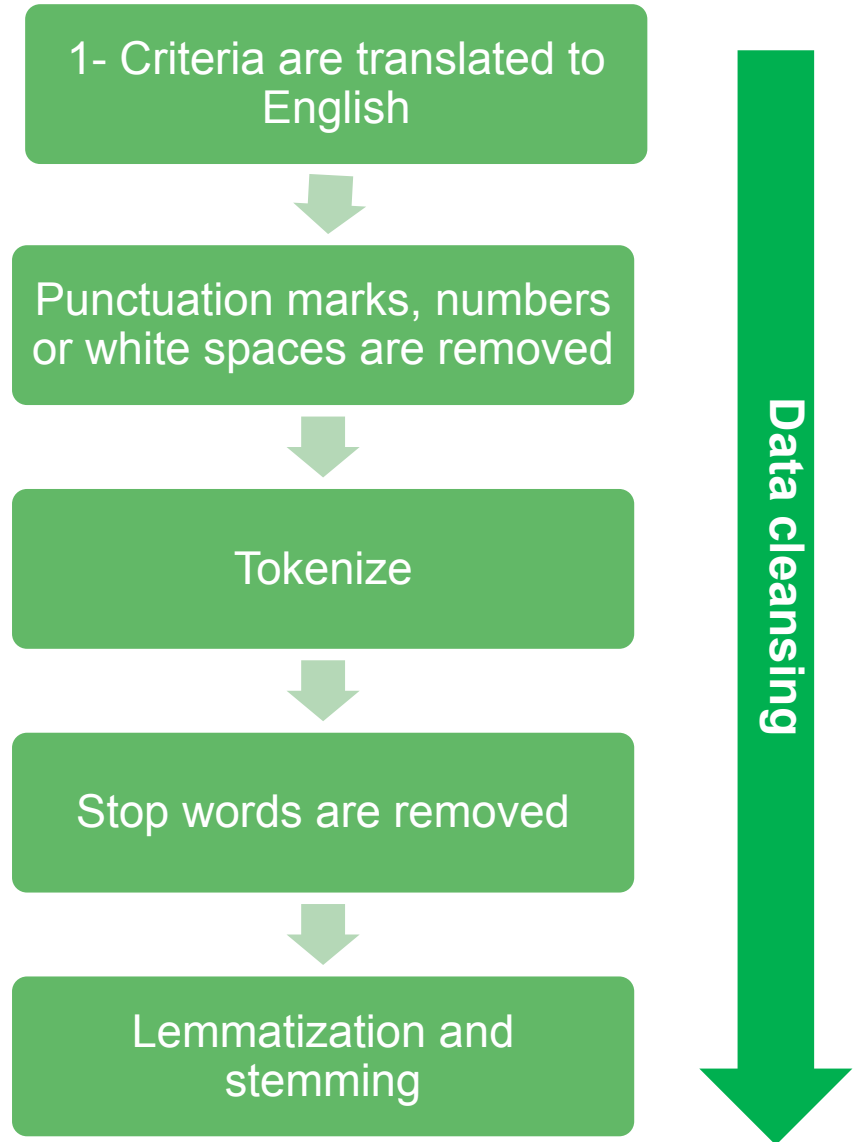 1- Criteria are translated to
English
Punctuation marks, numbers
or white spaces are removed
Tokenize
Stop words are removed
Lemmatization and
stemming
Data cleansing